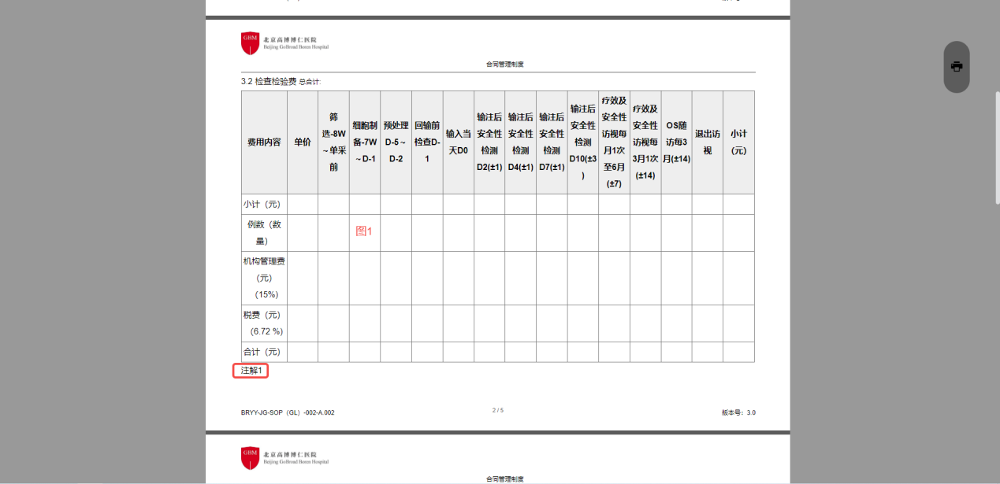 GBM
北京高博博仁医院
Beijing GoBroad Boren Hospital
合同管理制度
3.2 检查检验费 总合计:
费用内容
单价
筛选-8W～单采前
细胞制备-7W～D-1
预处理D-5～D-2
回输前检查D-1
输入当天D0
输注后安全性检测D2(±1)
输注后安全性检测D4(±1)
输注后安全性检测D7(±1)
输注后安全性检测D10(±3)
疗效及安全性访视每月1次至6月(±7)
疗效及安全性访视每3月1次(±14)
OS随访每3月(±14)
退出访视
小计(元)
小计（元）
例数（数量）
图1
机构管理费（元）（15%）
税费（元）（6.72 %）
合计（元）
注解1
BRYY-JG-SOP（GL）-002-A.002
2 / 5
版本号：3.0
GBM
北京高博博仁医院
Beijing GoBroad Boren Hospital
合同管理制度